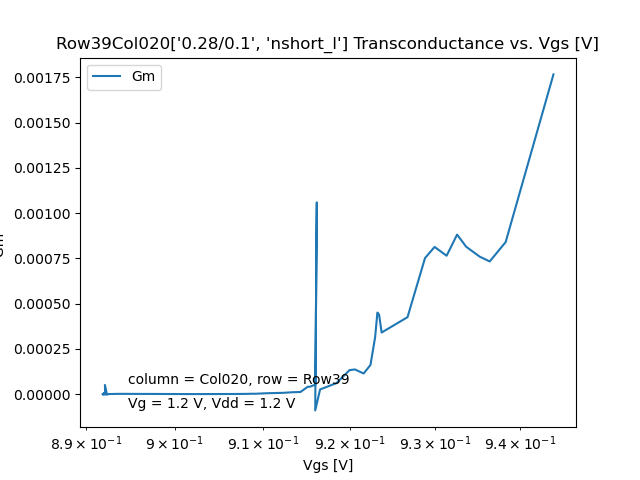 Row39Col020['0.28/0.1', 'nshort_l'] Transconductance vs. Vgs [V]
Gm
0.00175
0.00150
0.00125
0.00100
0.00075
0.00050
0.00025
0.00000
Gm
column = Col020, row = Row39
Vg = 1.2 V, Vdd = 1.2 V
8.9 × 10⁻¹ 9 × 10⁻¹ 9.1 × 10⁻¹ 9.2 × 10⁻¹ 9.3 × 10⁻¹ 9.4 × 10⁻¹
Vgs [V]